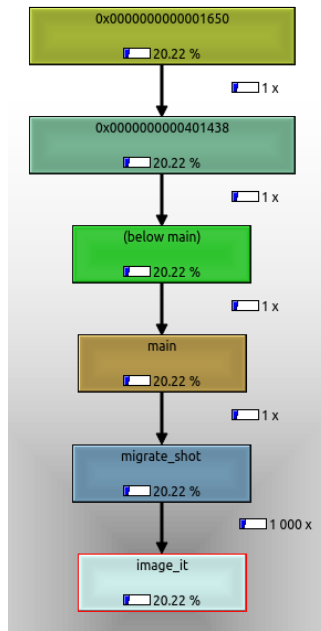 0x0000000000001650
20.22 %
1 x
0x0000000000401438
20.22 %
1 x
(below main)
20.22 %
1 x
main
20.22 %
1 x
migrate_shot
20.22 %
1 000 x
image_it
20.22 %